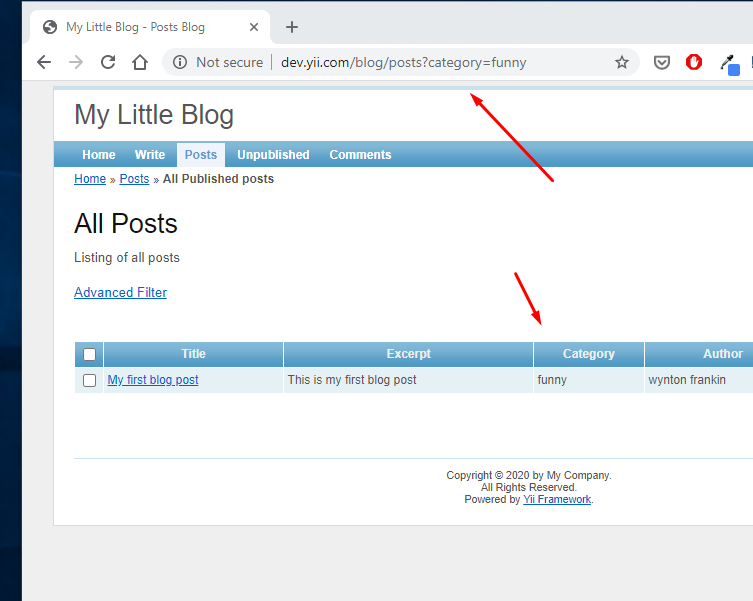 My Little Blog - Posts Blog
Not secure dev.yii.com/blog/posts?category=funny
My Little Blog
Home Write Posts Unpublished Comments
Home » Posts » All Published posts
All Posts
Listing of all posts
Advanced Filter
Title Excerpt Category Author
My first blog post This is my first blog post funny wynton frankin
Copyright © 2020 by My Company.
All Rights Reserved.
Powered by Yii Framework.